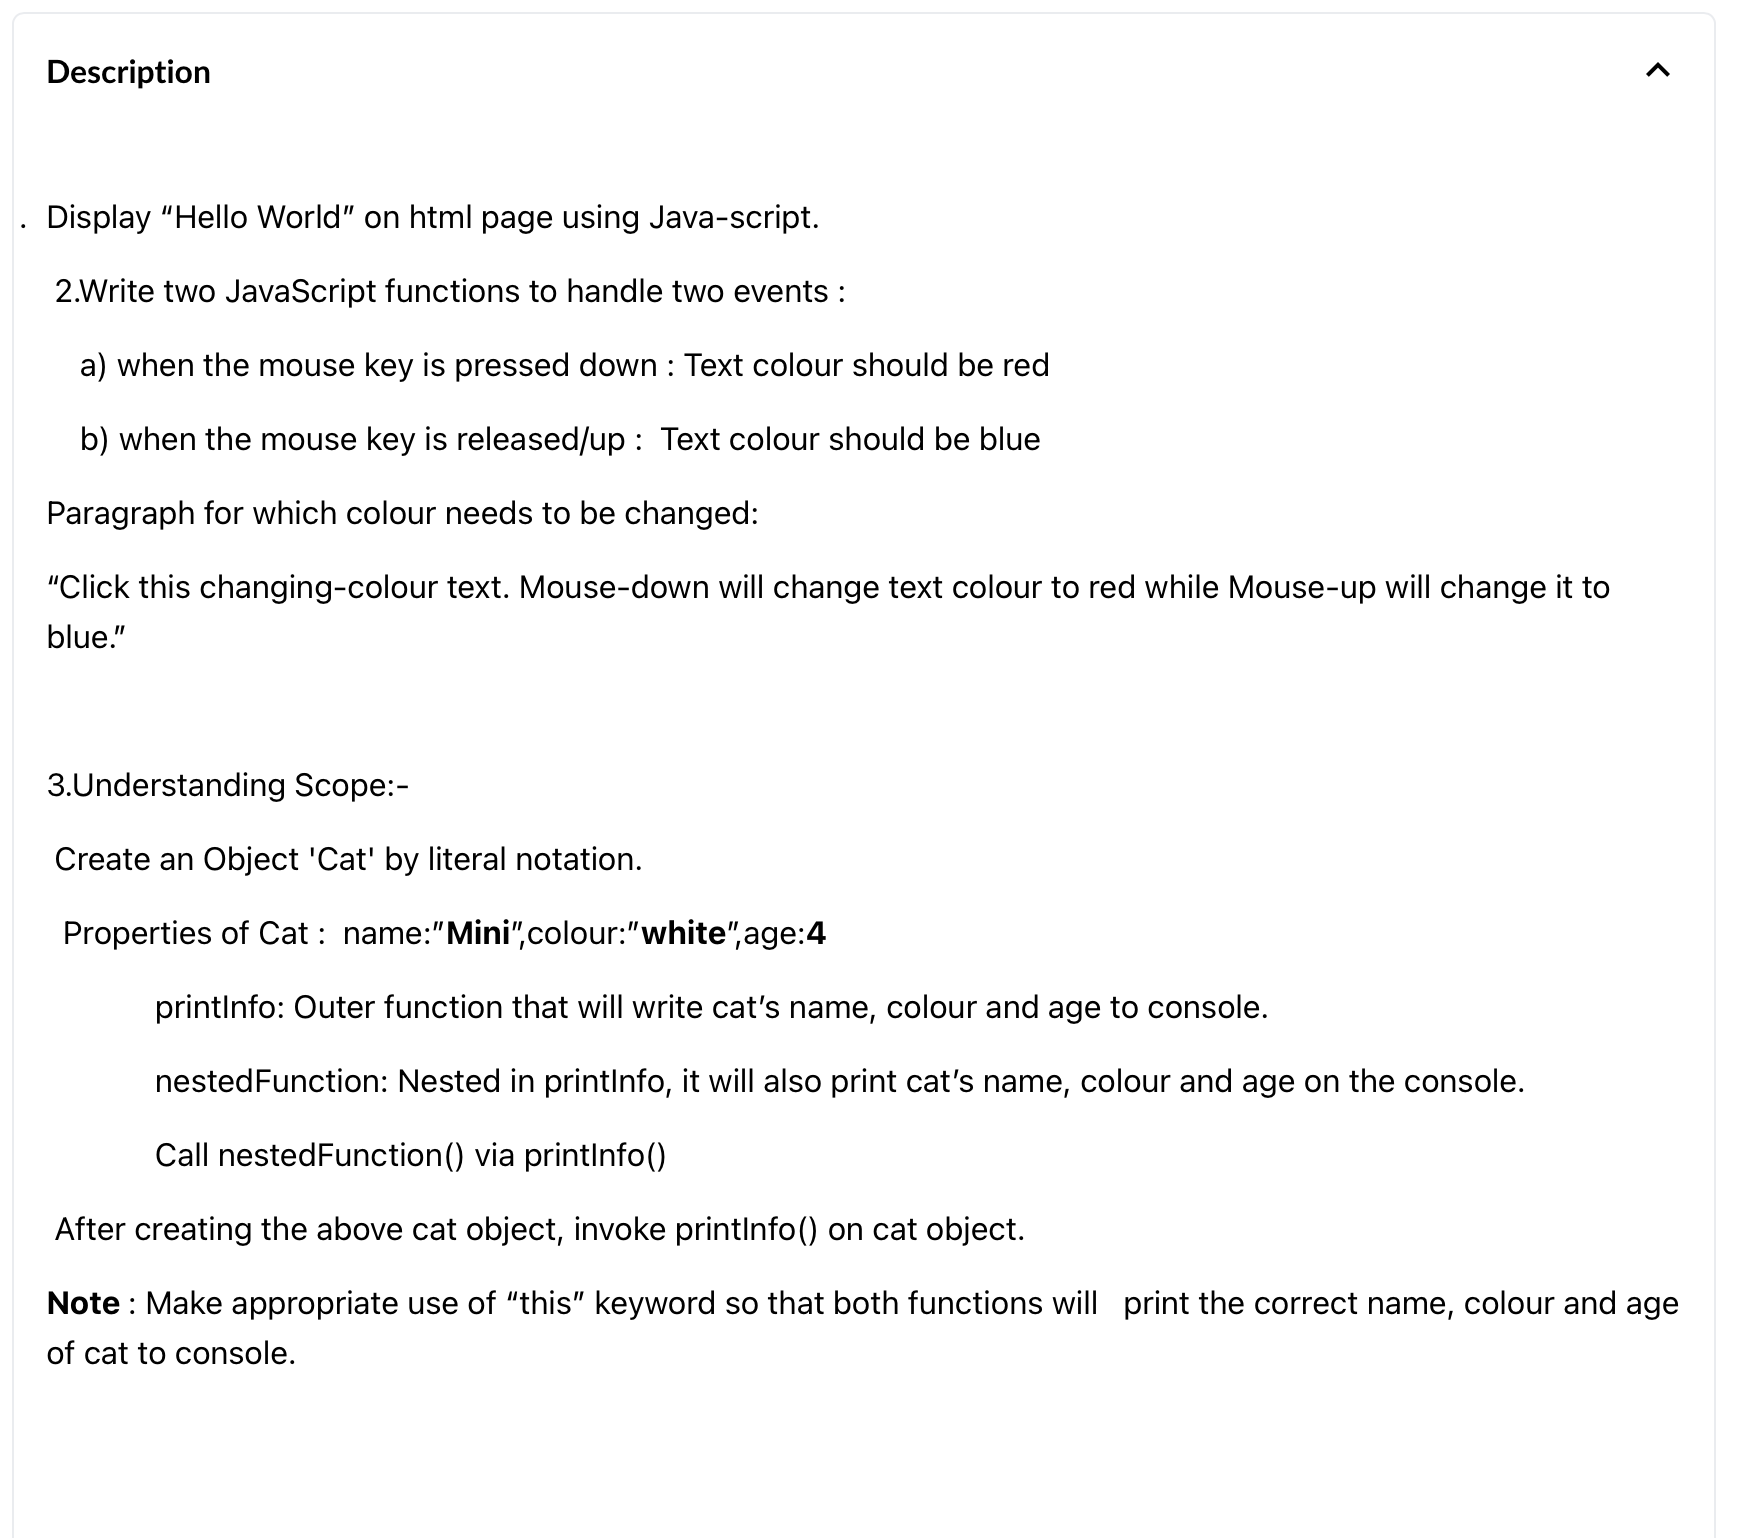 Description
. Display “Hello World” on html page using Java-script.
2.Write two JavaScript functions to handle two events :
a) when the mouse key is pressed down : Text colour should be red
b) when the mouse key is released/up :  Text colour should be blue
Paragraph for which colour needs to be changed:
“Click this changing-colour text. Mouse-down will change text colour to red while Mouse-up will change it to
blue.”
3.Understanding Scope:-
Create an Object 'Cat' by literal notation.
Properties of Cat :  name:”Mini”,colour:”white”,age:4
printInfo: Outer function that will write cat’s name, colour and age to console.
nestedFunction: Nested in printInfo, it will also print cat’s name, colour and age on the console.
Call nestedFunction() via printInfo()
After creating the above cat object, invoke printInfo() on cat object.
Note : Make appropriate use of “this” keyword so that both functions will   print the correct name, colour and age
of cat to console.